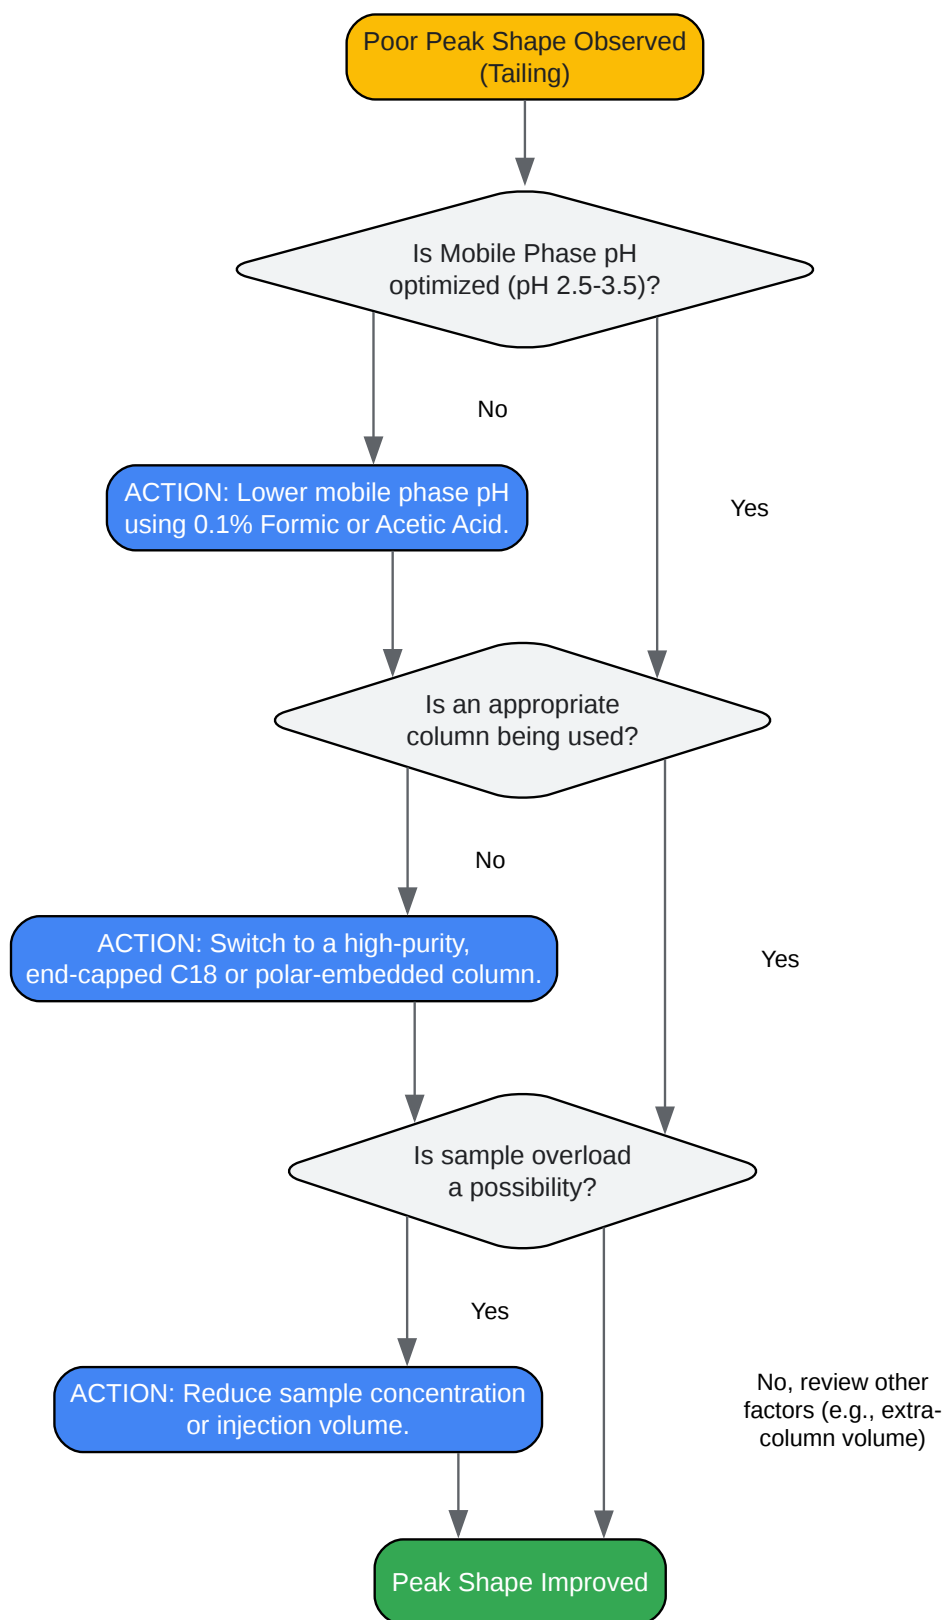 Poor Peak Shape Observed
(Tailing)
Is Mobile Phase pH
optimized (pH 2.5-3.5)?
No
ACTION: Lower mobile phase pH
using 0.1% Formic or Acetic Acid.
Yes
Is an appropriate
column being used?
No
ACTION: Switch to a high-purity,
end-capped C18 or polar-embedded column.
Yes
Is sample overload
a possibility?
Yes
ACTION: Reduce sample concentration
or injection volume.
No, review other
factors (e.g., extra-
column volume)
Peak Shape Improved